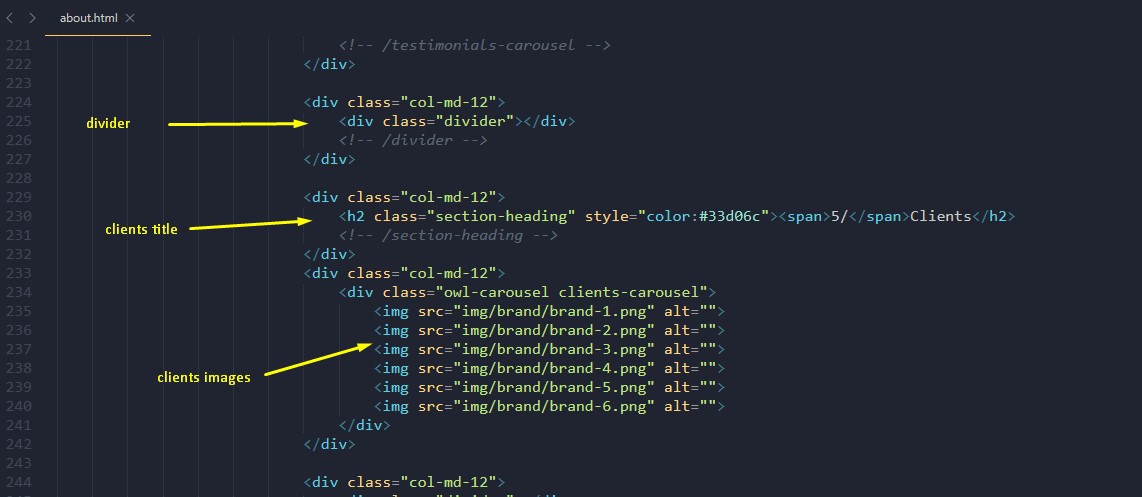 about.html ×
221 <!-- /testimonials-carousel -->
222 </div>
223
224 <div class="col-md-12">
divider
225 <div class="divider"></div>
226 <!-- /divider -->
227 </div>
228
229 <div class="col-md-12">
230 <h2 class="section-heading" style="color:#33d06c"><span>5/</span>Clients</h2>
clients title
231 <!-- /section-heading -->
232 </div>
233 <div class="col-md-12">
234 <div class="owl-carousel clients-carousel">
235 <img src="img/brand/brand-1.png" alt="">
236 <img src="img/brand/brand-2.png" alt="">
237 <img src="img/brand/brand-3.png" alt="">
238 <img src="img/brand/brand-4.png" alt="">
clients images
239 <img src="img/brand/brand-5.png" alt="">
240 <img src="img/brand/brand-6.png" alt="">
241 </div>
242 </div>
243
244 <div class="col-md-12">